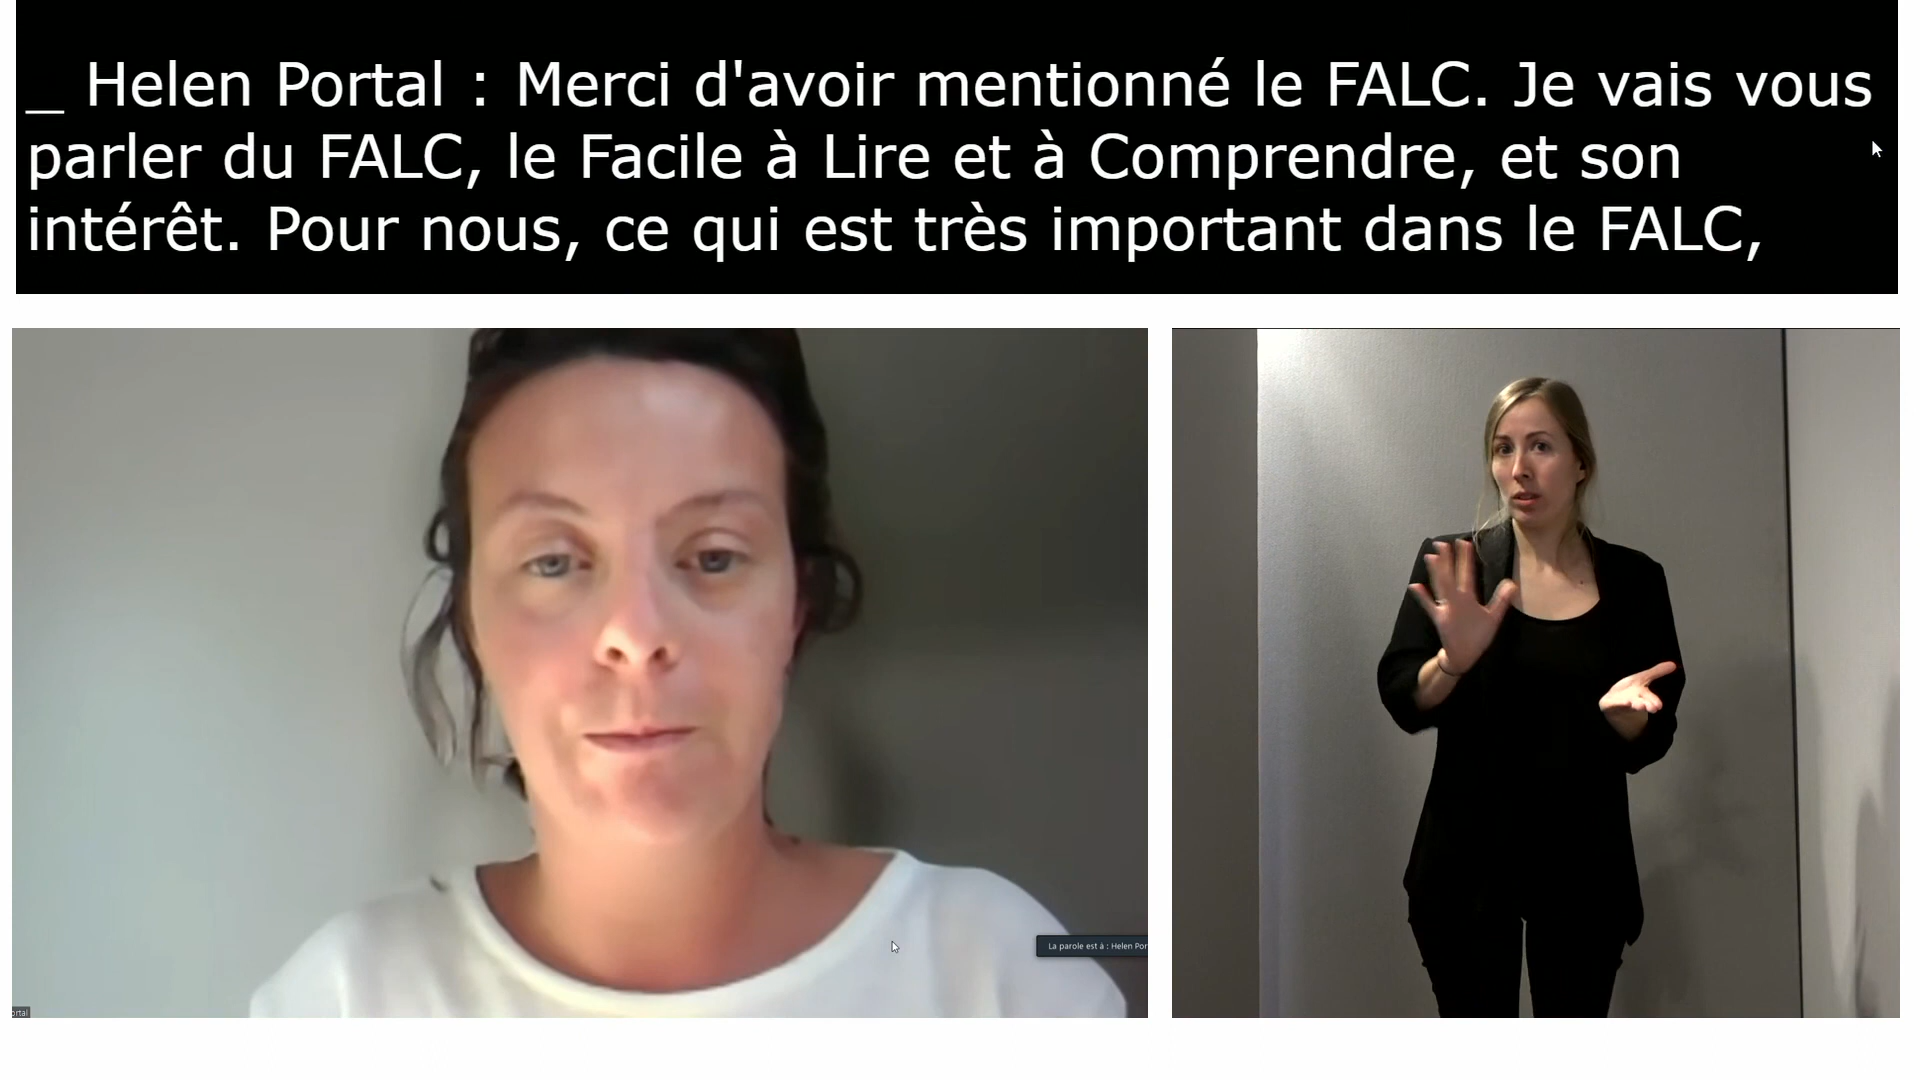 _ Helen Portal : Merci d'avoir mentionné le FALC. Je vais vous
parler du FALC, le Facile à Lire et à Comprendre, et son
intérêt. Pour nous, ce qui est très important dans le FALC,
La parole est à : Helen Por
ortal